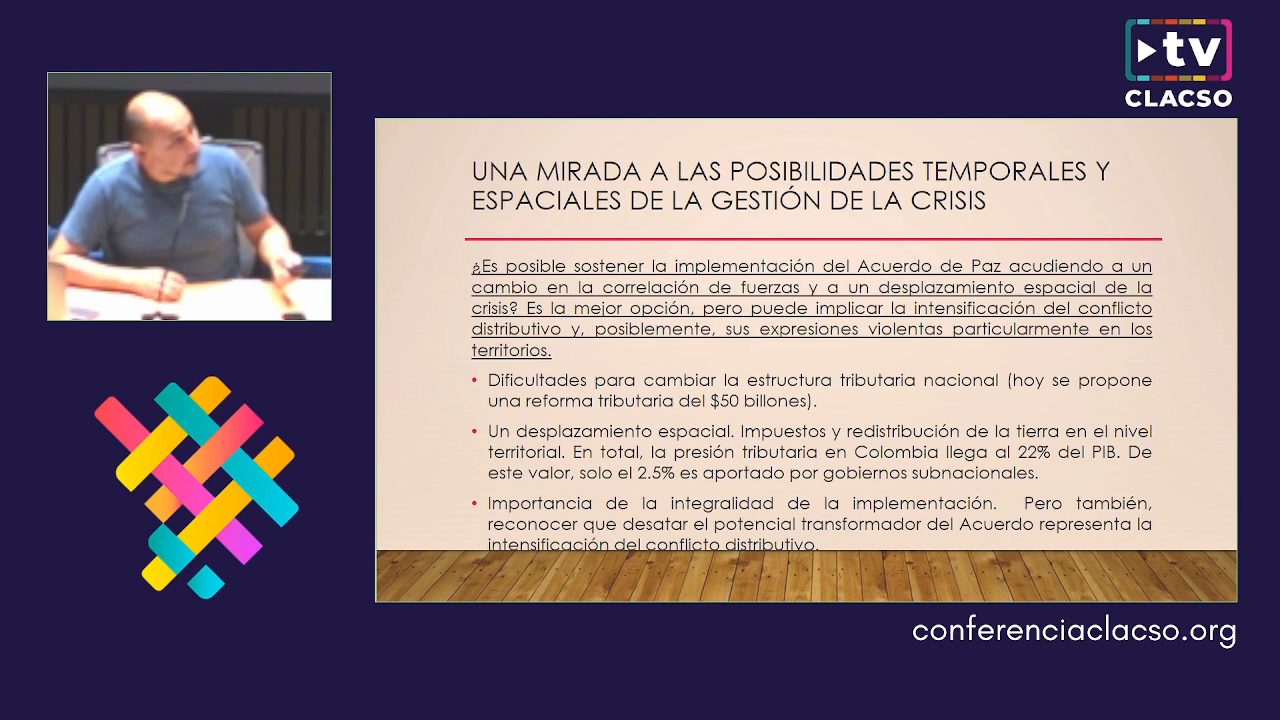 tv
CLACSO
UNA MIRADA A LAS POSIBILIDADES TEMPORALES Y
ESPACIALES DE LA GESTIÓN DE LA CRISIS
¿Es posible sostener la implementación del Acuerdo de Paz acudiendo a un
cambio en la correlación de fuerzas y a un desplazamiento espacial de la
crisis? Es la mejor opción, pero puede implicar la intensificación del conflicto
distributivo y, posiblemente, sus expresiones violentas particularmente en los
territorios.
• Dificultades para cambiar la estructura tributaria nacional (hoy se propone
una reforma tributaria del $50 billones).
• Un desplazamiento espacial. Impuestos y redistribución de la tierra en el nivel
territorial. En total, la presión tributaria en Colombia llega al 22% del PIB. De
este valor, solo el 2.5% es aportado por gobiernos subnacionales.
• Importancia de la integralidad de la implementación. Pero también,
reconocer que desatar el potencial transformador del Acuerdo representa la
intensificación del conflicto distributivo.
conferenciaclacso.org